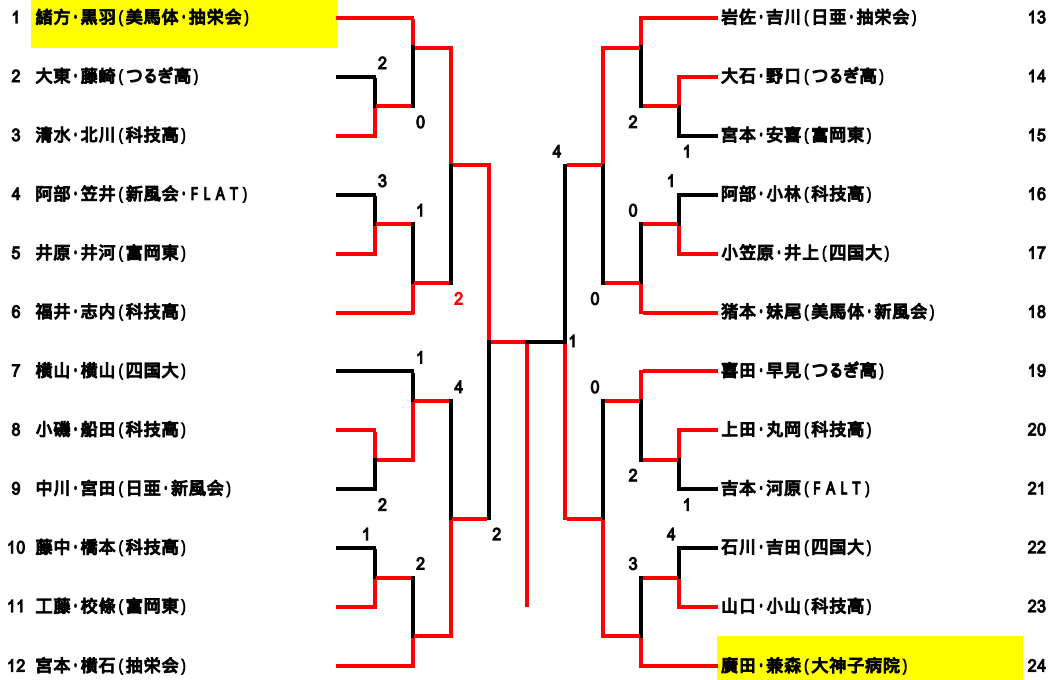 1 緒方・黒羽(美馬体・抽栄会)
2 大東・藤崎(つるぎ高)
2
0
3 清水・北川(科技高)
4 阿部・笠井(新風会・FLAT)
3
1
5 井原・井河(富岡東)
2
6 福井・志内(科技高)
7 横山・横山(四国大)
1
4
8 小磯・船田(科技高)
9 中川・宮田(日亜・新風会)
2
2
10 藤中・橋本(科技高)
1
2
11 工藤・校條(富岡東)
12 宮本・横石(抽栄会)
岩佐・吉川(日亜・抽栄会) 13
大石・野口(つるぎ高) 14
2
宮本・安喜(富岡東) 15
1
4
1
阿部・小林(科技高) 16
0
小笠原・井上(四国大) 17
0
猪本・妹尾(美馬体・新風会) 18
1
0
喜田・早見(つるぎ高) 19
上田・丸岡(科技高) 20
2
吉本・河原(FALT) 21
1
4
石川・吉田(四国大) 22
3
山口・小山(科技高) 23
廣田・兼森(大神子病院) 24